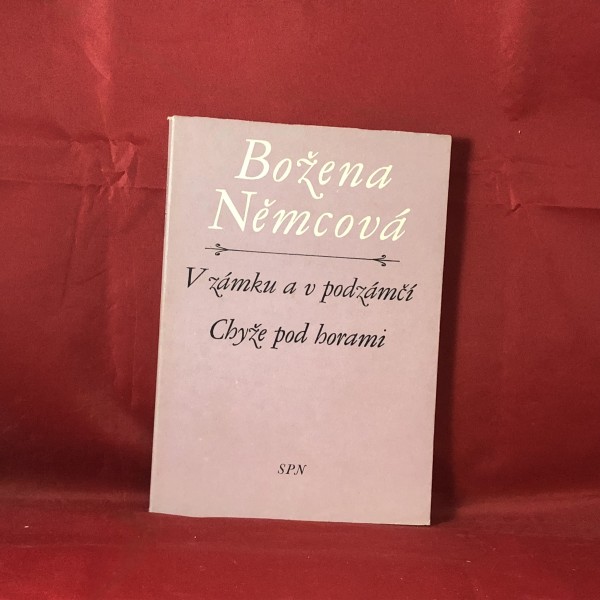 Božena
Němcová
V zámku a v podzámčí
Chyže pod horami
SPN